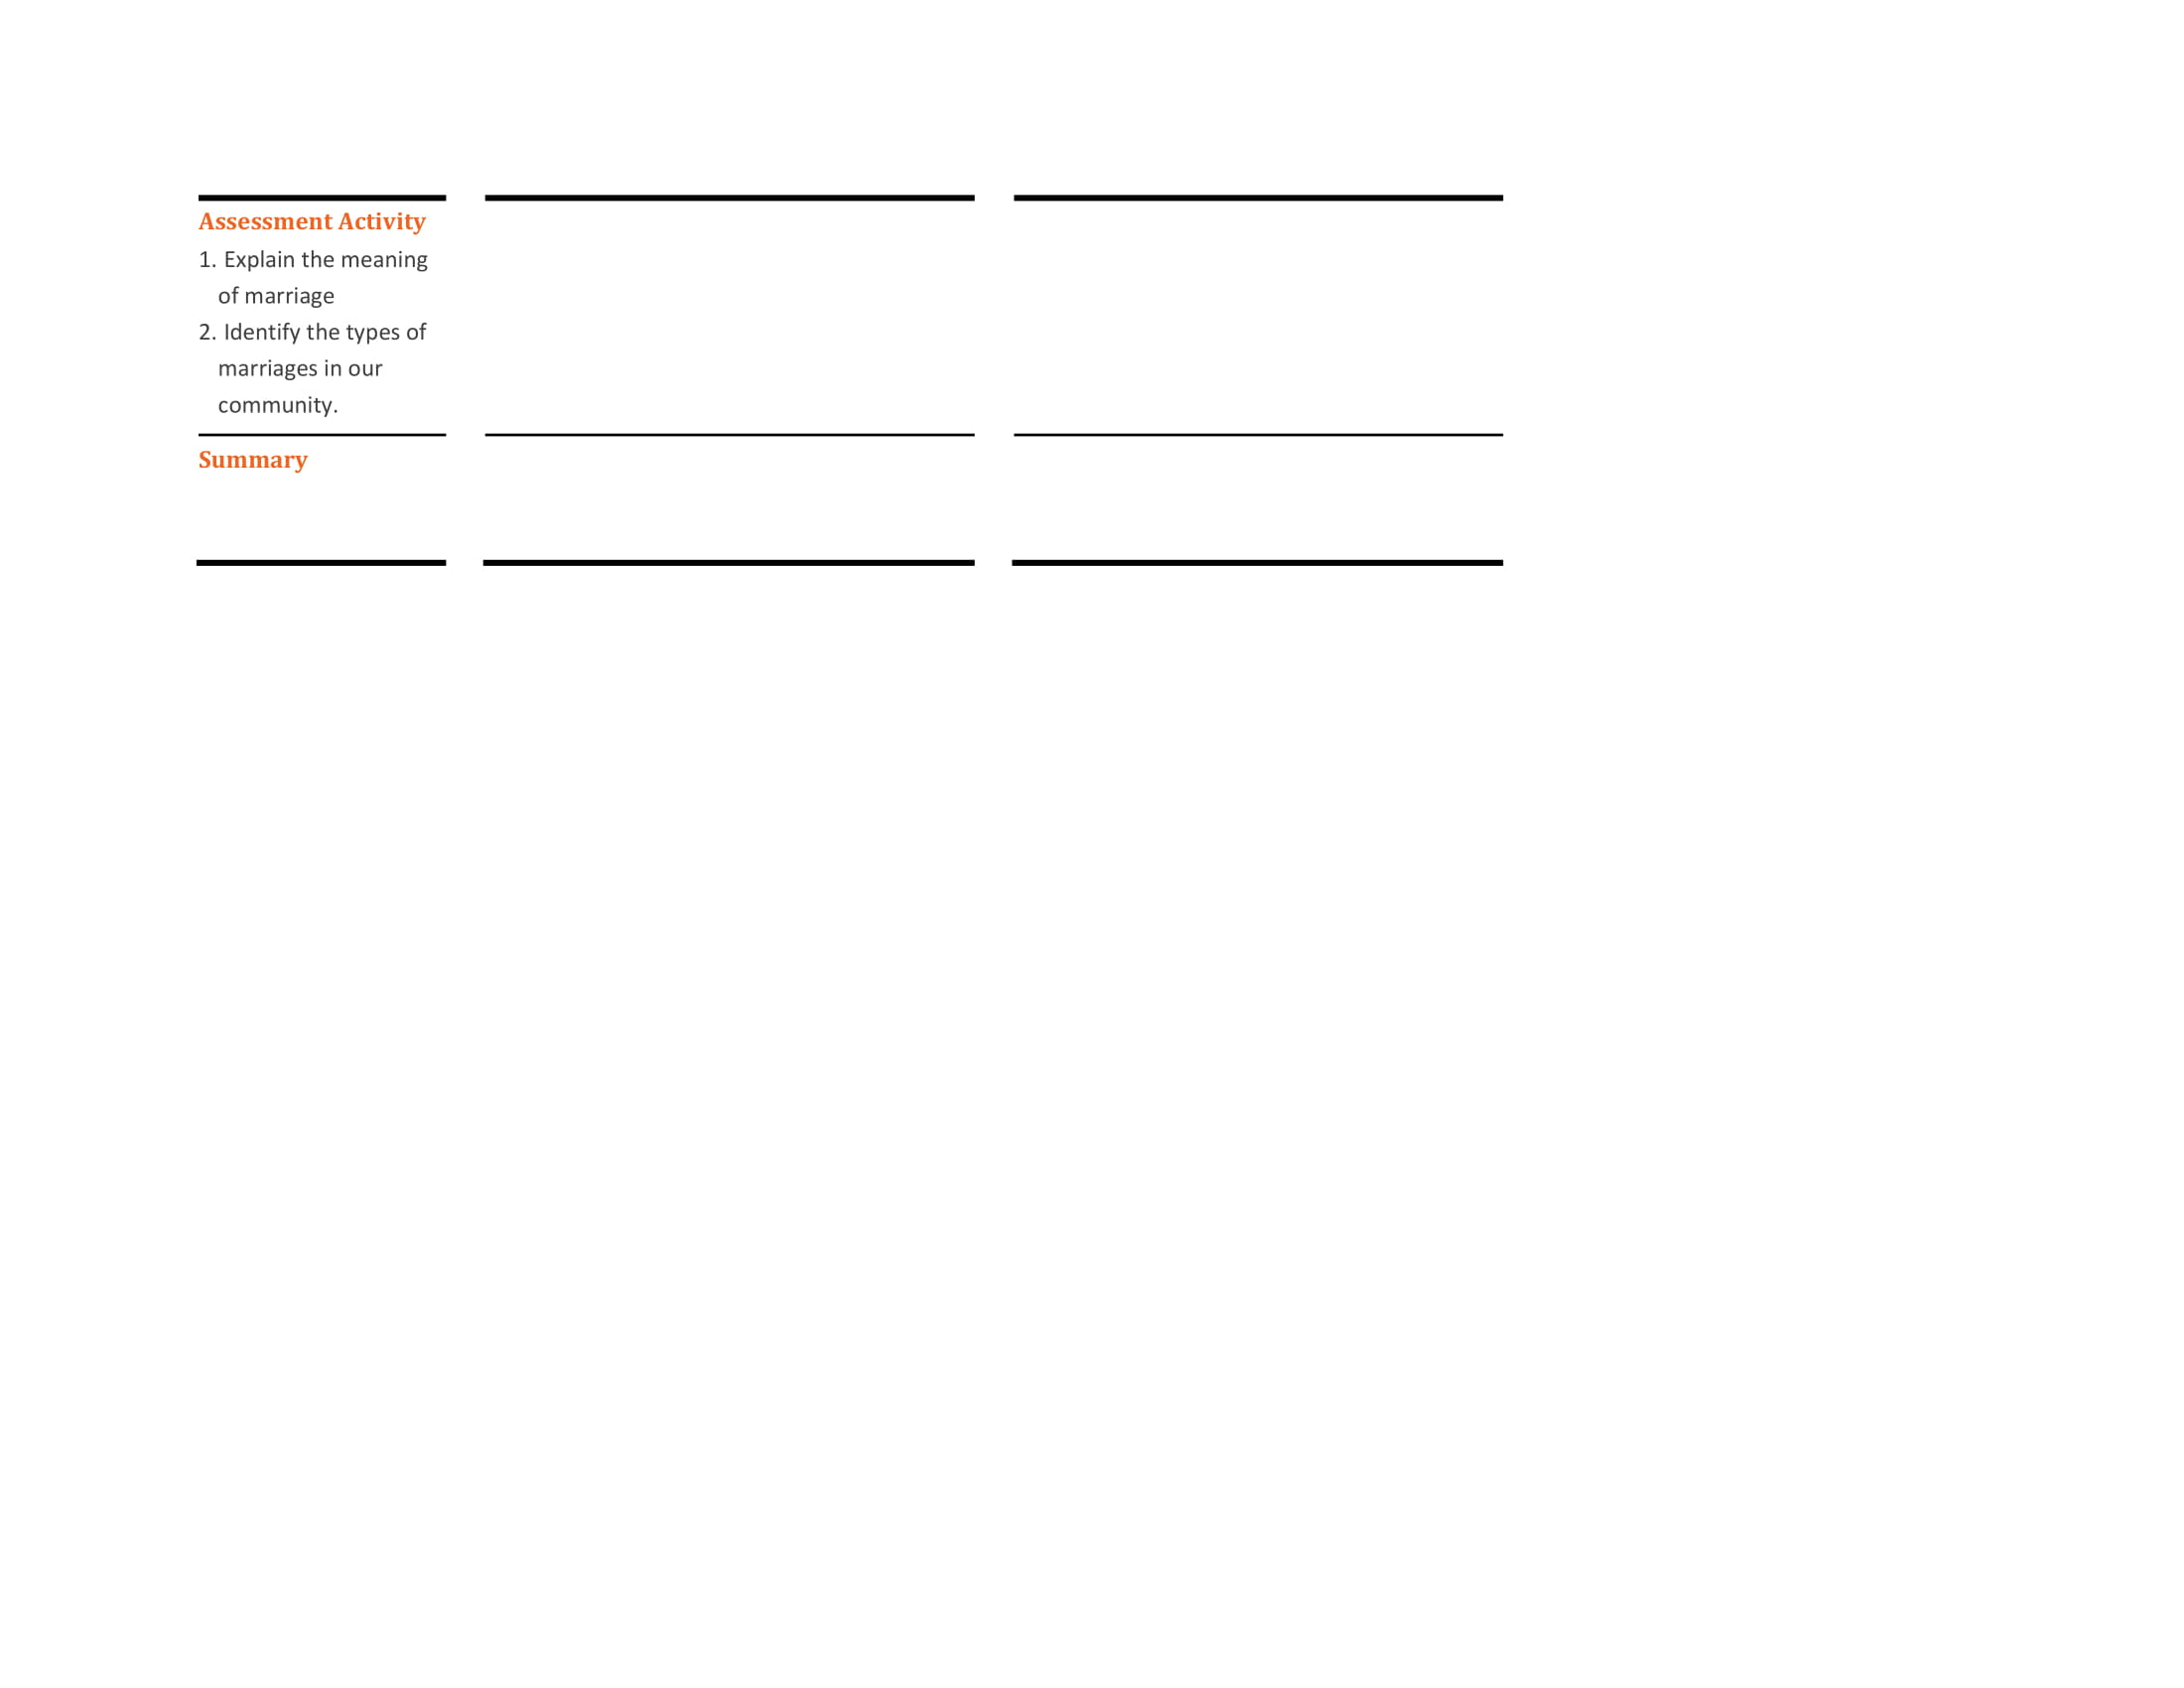 Assessment Activity
1. Explain the meaning
of marriage
2. Identify the types of
marriages in our
community.
Summary